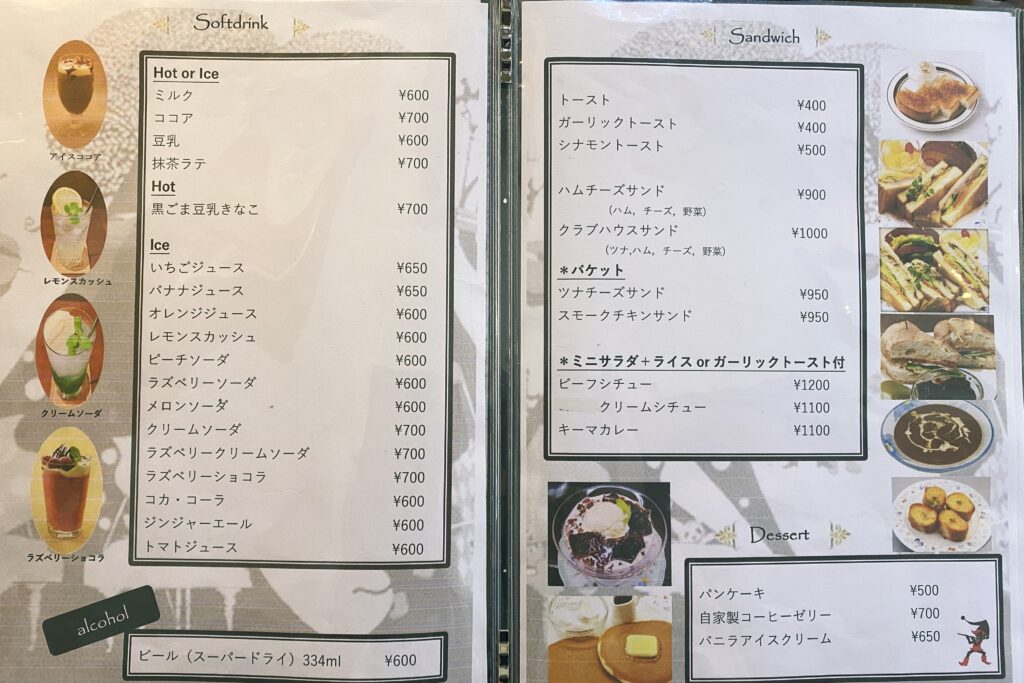 Softdrink
アイスココア
レモンスカッシュ
クリームソーダ
ラズベリーショコラ
Hot or Ice
ミルク ¥600
ココア ¥700
豆乳 ¥600
抹茶ラテ ¥700
Hot
黒ごま豆乳きなこ ¥700
Ice
いちごジュース ¥650
バナナジュース ¥650
オレンジジュース ¥600
レモンスカッシュ ¥600
ピーチソーダ ¥600
ラズベリーソーダ ¥600
メロンソーダ ¥600
クリームソーダ ¥700
ラズベリークリームソーダ ¥700
ラズベリーショコラ ¥700
コカ・コーラ ¥600
ジンジャーエール ¥600
トマトジュース ¥600
alcohol
ビール（スーパードライ）334ml ¥600
Sandwich
トースト ¥400
ガーリックトースト ¥400
シナモントースト ¥500
ハムチーズサンド ¥900
（ハム，チーズ，野菜）
クラブハウスサンド ¥1000
（ツナ,ハム，チーズ，野菜）
＊バケット
ツナチーズサンド ¥950
スモークチキンサンド ¥950
＊ミニサラダ＋ライス or ガーリックトースト付
ビーフシチュー ¥1200
クリームシチュー ¥1100
キーマカレー ¥1100
Dessert
パンケーキ ¥500
自家製コーヒーゼリー ¥700
バニラアイスクリーム ¥650